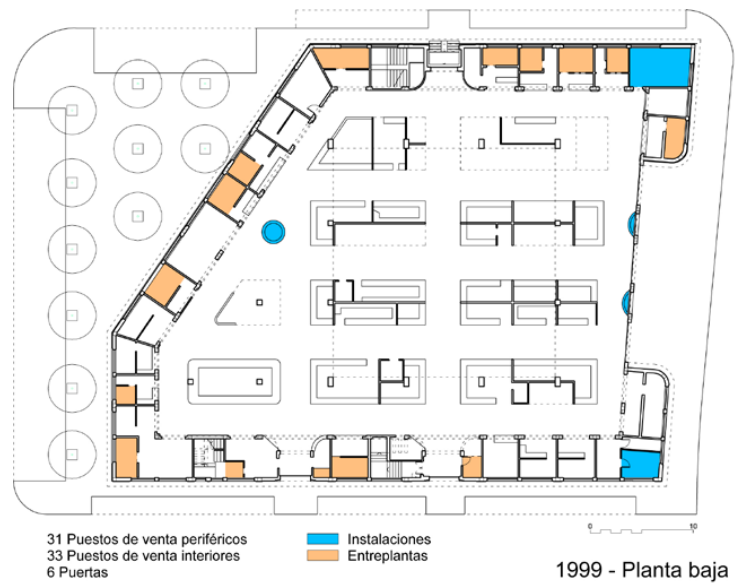 31 Puestos de venta periféricos
33 Puestos de venta interiores
6 Puertas
Instalaciones
Entreplantas
0 10
1999 - Planta baja